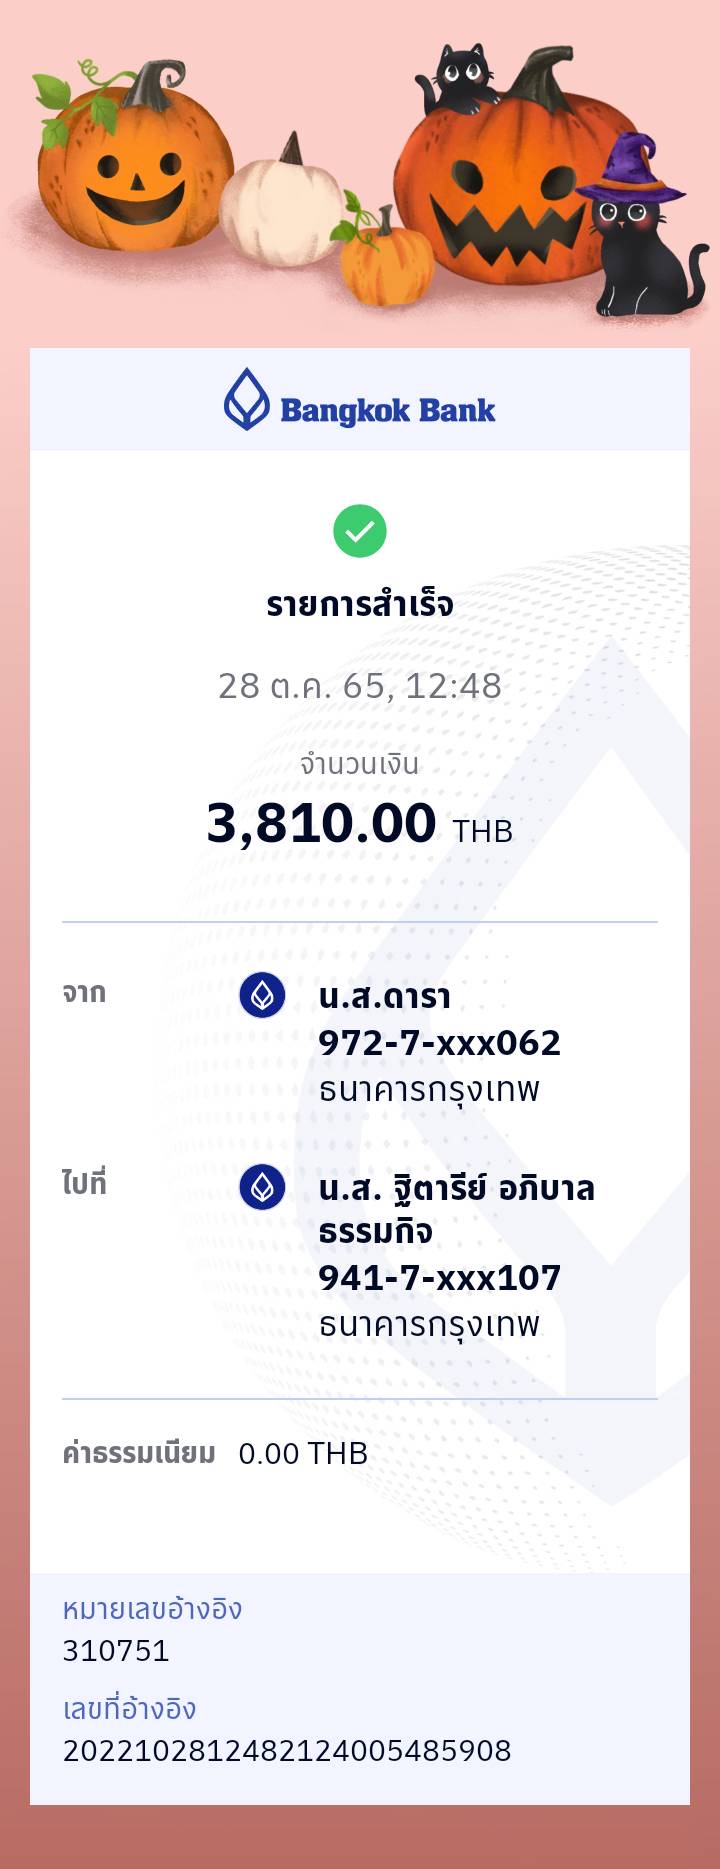 Bangkok Bank
รายการสำเร็จ
28 ต.ค. 65, 12:48
จำนวนเงิน
3,810.00 THB
จาก
น.ส.ดารา
972-7-xxx062
ธนาคารกรุงเทพ
ไปที่
น.ส. ฐิตารีย์ อภิบาล
ธรรมกิจ
941-7-xxx107
ธนาคารกรุงเทพ
ค่าธรรมเนียม 0.00 THB
หมายเลขอ้างอิง
310751
เลขที่อ้างอิง
2022102812482124005485908